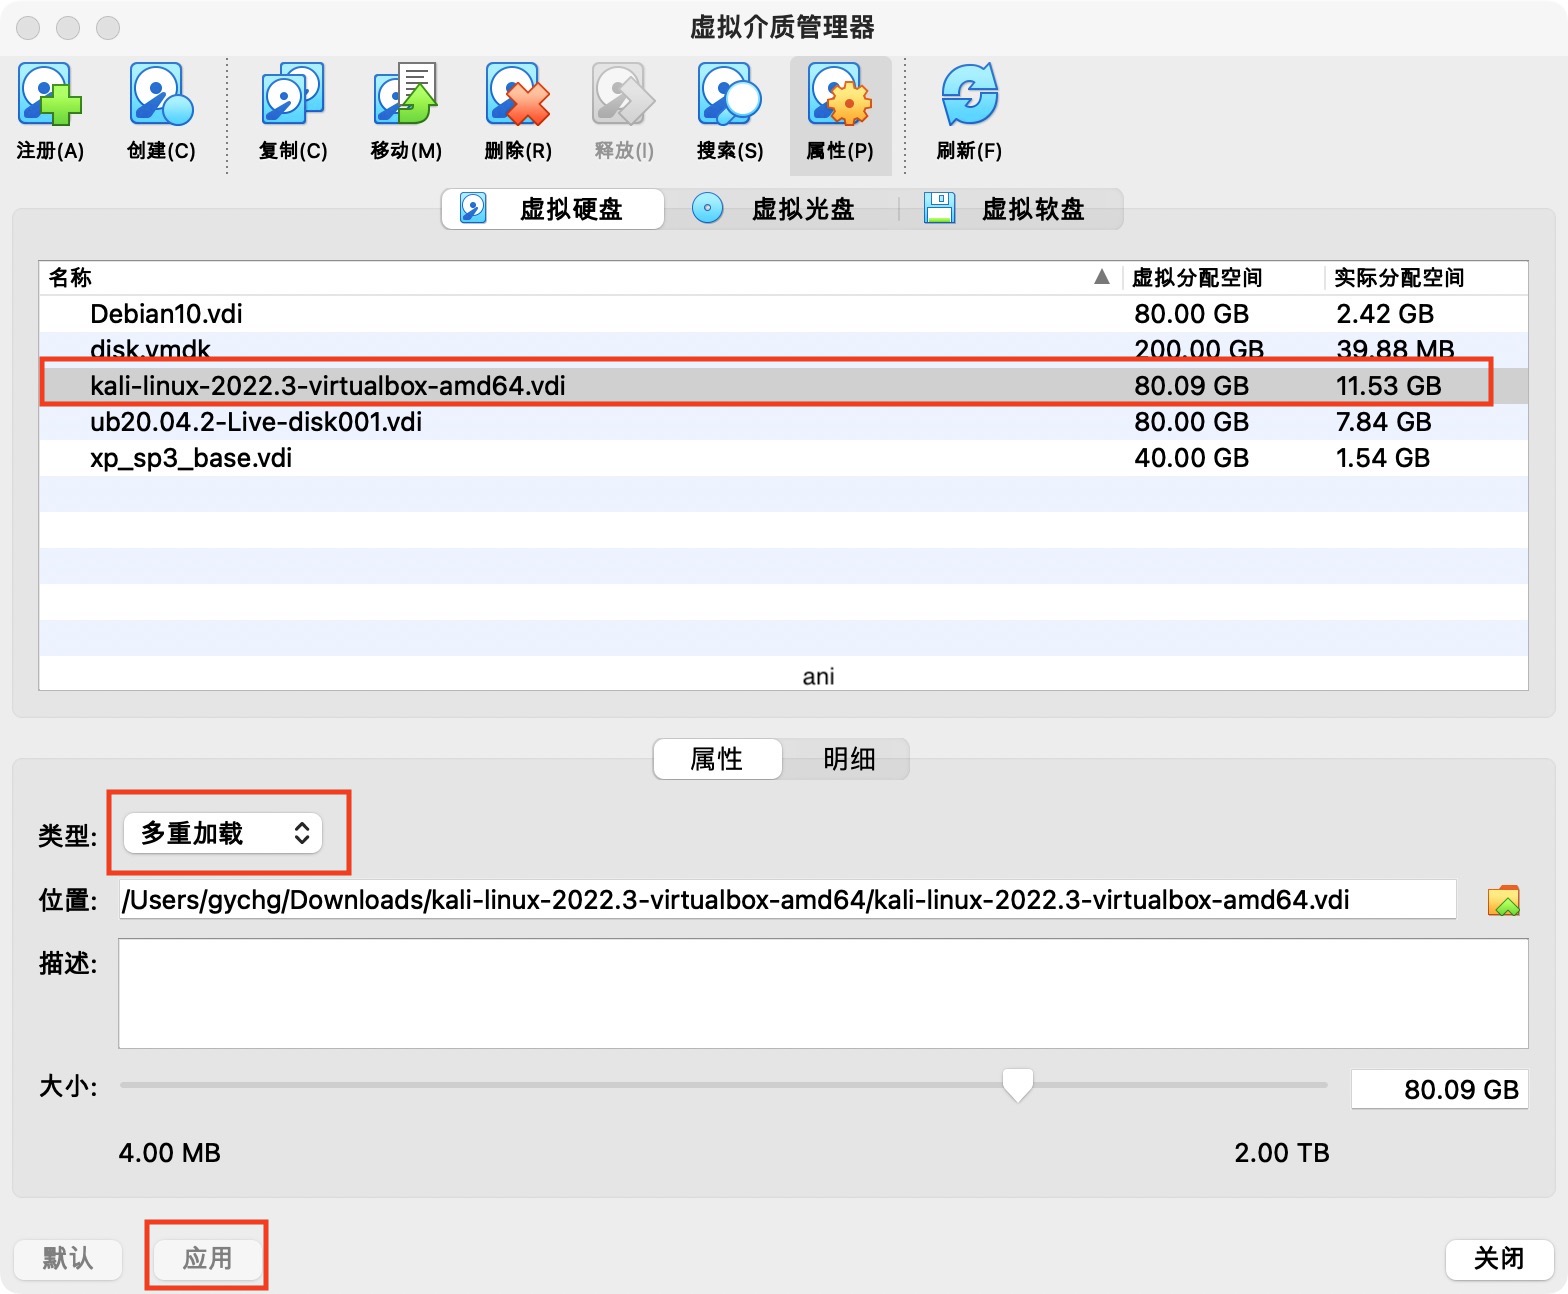 虚拟介质管理器
注册(A) 创建(C) 复制(C) 移动(M) 删除(R) 释放(I) 搜索(S) 属性(P) 刷新(F)
虚拟硬盘 虚拟光盘 虚拟软盘
名称 虚拟分配空间 实际分配空间
Debian10.vdi 80.00 GB 2.42 GB
disk.vmdk 200.00 GB 39.88 MB
kali-linux-2022.3-virtualbox-amd64.vdi 80.09 GB 11.53 GB
ub20.04.2-Live-disk001.vdi 80.00 GB 7.84 GB
xp_sp3_base.vdi 40.00 GB 1.54 GB
ani
属性 明细
类型: 多重加载
位置: /Users/gychg/Downloads/kali-linux-2022.3-virtualbox-amd64/kali-linux-2022.3-virtualbox-amd64.vdi
描述:
大小: 80.09 GB
4.00 MB 2.00 TB
默认 应用 关闭